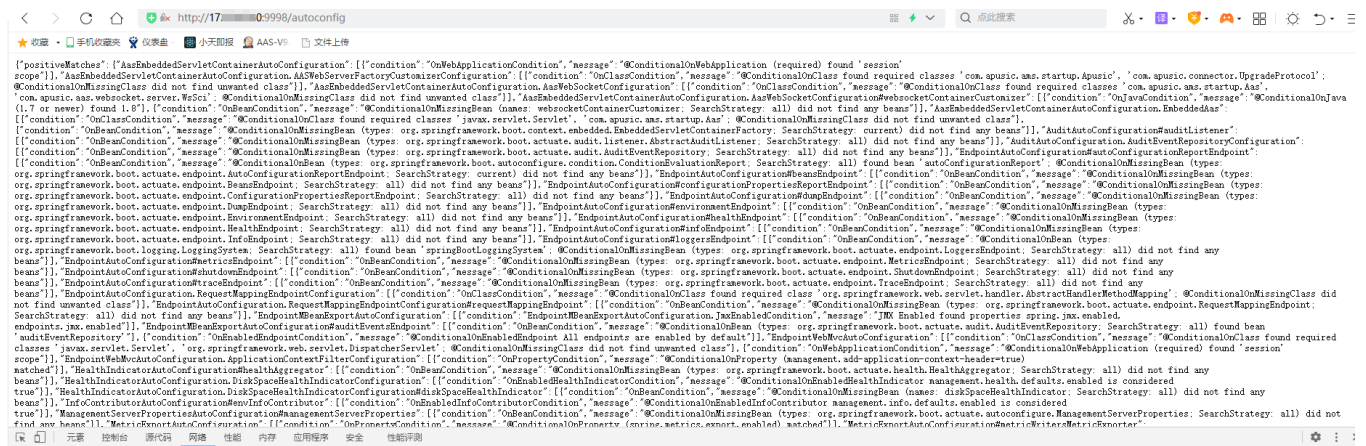 http://17 0:9998/autoconfig
点此搜索
收藏 手机收藏夹 仪表盘 小天即报 AAS-V9. 文件上传
{"positiveMatches":{"AasEmbeddedServletContainerAutoConfiguration":[{"condition":"OnWebApplicationCondition","message":"@ConditionalOnWebApplication (required) found 'session'
scope"}],"AasEmbeddedServletContainerAutoConfiguration.AASWebServerFactoryCustomizerConfiguration":[{"condition":"OnClassCondition","message":"@ConditionalOnClass found required classes 'com.apusic.ams.startup.Apusic', 'com.apusic.connector.UpgradeProtocol';
@ConditionalOnMissingClass did not find unwanted class"}],"AasEmbeddedServletContainerAutoConfiguration.AasWebSocketConfiguration":[{"condition":"OnClassCondition","message":"@ConditionalOnClass found required classes 'com.apusic.ams.startup.Aas',
'com.apusic.aas.websocket.server.WsSci'; @ConditionalOnMissingClass did not find unwanted class"}],"AasEmbeddedServletContainerAutoConfiguration.AasWebSocketConfiguration#websocketContainerCustomizer":[{"condition":"OnJavaCondition","message":"@ConditionalOnJava
(1.7 or newer) found 1.8"},{"condition":"OnBeanCondition","message":"@ConditionalOnMissingBean (names: websocketContainerCustomizer; SearchStrategy: all) did not find any beans"}],"AasEmbeddedServletContainerAutoConfiguration.EmbeddedAas":
[{"condition":"OnClassCondition","message":"@ConditionalOnClass found required classes 'javax.servlet.Servlet', 'com.apusic.ams.startup.Aas'; @ConditionalOnMissingClass did not find unwanted class"},
{"condition":"OnBeanCondition","message":"@ConditionalOnMissingBean (types: org.springframework.boot.context.embedded.EmbeddedServletContainerFactory; SearchStrategy: current) did not find any beans"}],"AuditAutoConfiguration#auditListener":
[{"condition":"OnBeanCondition","message":"@ConditionalOnMissingBean (types: org.springframework.boot.actuate.audit.listener.AbstractAuditListener; SearchStrategy: all) did not find any beans"}],"AuditAutoConfiguration.AuditEventRepositoryConfiguration":
[{"condition":"OnBeanCondition","message":"@ConditionalOnMissingBean (types: org.springframework.boot.actuate.audit.AuditEventRepository; SearchStrategy: all) did not find any beans"}],"EndpointAutoConfiguration#autoConfigurationReportEndpoint":
[{"condition":"OnBeanCondition","message":"@ConditionalOnBean (types: org.springframework.boot.autoconfigure.condition.ConditionEvaluationReport; SearchStrategy: all) found bean 'autoConfigurationReport'; @ConditionalOnMissingBean (types:
org.springframework.boot.actuate.endpoint.AutoConfigurationReportEndpoint; SearchStrategy: current) did not find any beans"}],"EndpointAutoConfiguration#beansEndpoint":[{"condition":"OnBeanCondition","message":"@ConditionalOnMissingBean (types:
org.springframework.boot.actuate.endpoint.BeansEndpoint; SearchStrategy: all) did not find any beans"}],"EndpointAutoConfiguration#configurationPropertiesReportEndpoint":[{"condition":"OnBeanCondition","message":"@ConditionalOnMissingBean (types:
org.springframework.boot.actuate.endpoint.ConfigurationPropertiesReportEndpoint; SearchStrategy: all) did not find any beans"}],"EndpointAutoConfiguration#dumpEndpoint":[{"condition":"OnBeanCondition","message":"@ConditionalOnMissingBean (types:
org.springframework.boot.actuate.endpoint.DumpEndpoint; SearchStrategy: all) did not find any beans"}],"EndpointAutoConfiguration#environmentEndpoint":[{"condition":"OnBeanCondition","message":"@ConditionalOnMissingBean (types:
org.springframework.boot.actuate.endpoint.EnvironmentEndpoint; SearchStrategy: all) did not find any beans"}],"EndpointAutoConfiguration#healthEndpoint":[{"condition":"OnBeanCondition","message":"@ConditionalOnMissingBean (types:
org.springframework.boot.actuate.endpoint.HealthEndpoint; SearchStrategy: all) did not find any beans"}],"EndpointAutoConfiguration#infoEndpoint":[{"condition":"OnBeanCondition","message":"@ConditionalOnMissingBean (types:
org.springframework.boot.actuate.endpoint.InfoEndpoint; SearchStrategy: all) did not find any beans"}],"EndpointAutoConfiguration#loggersEndpoint":[{"condition":"OnBeanCondition","message":"@ConditionalOnBean (types:
org.springframework.boot.logging.LoggingSystem; SearchStrategy: all) found bean 'springBootLoggingSystem'; @ConditionalOnMissingBean (types: org.springframework.boot.actuate.endpoint.LoggersEndpoint; SearchStrategy: all) did not find any
beans"}],"EndpointAutoConfiguration#metricsEndpoint":[{"condition":"OnBeanCondition","message":"@ConditionalOnMissingBean (types: org.springframework.boot.actuate.endpoint.MetricsEndpoint; SearchStrategy: all) did not find any
beans"}],"EndpointAutoConfiguration#shutdownEndpoint":[{"condition":"OnBeanCondition","message":"@ConditionalOnMissingBean (types: org.springframework.boot.actuate.endpoint.ShutdownEndpoint; SearchStrategy: all) did not find any
beans"}],"EndpointAutoConfiguration#traceEndpoint":[{"condition":"OnBeanCondition","message":"@ConditionalOnMissingBean (types: org.springframework.boot.actuate.endpoint.TraceEndpoint; SearchStrategy: all) did not find any
beans"}],"EndpointAutoConfiguration.RequestMappingEndpointConfiguration":[{"condition":"OnClassCondition","message":"@ConditionalOnClass found required class 'org.springframework.web.servlet.handler.AbstractHandlerMethodMapping'; @ConditionalOnMissingClass did
not find unwanted class"}],"EndpointAutoConfiguration.RequestMappingEndpointConfiguration#requestMappingEndpoint":[{"condition":"OnBeanCondition","message":"@ConditionalOnMissingBean (types: org.springframework.boot.actuate.endpoint.RequestMappingEndpoint;
SearchStrategy: all) did not find any beans"}],"EndpointMBeanExportAutoConfiguration":[{"condition":"EndpointMBeanExportAutoConfiguration.JmxEnabledCondition","message":"JMX Enabled found properties spring.jmx.enabled,
endpoints.jmx.enabled"}],"EndpointMBeanExportAutoConfiguration#auditEventsEndpoint":[{"condition":"OnBeanCondition","message":"@ConditionalOnBean (types: org.springframework.boot.actuate.audit.AuditEventRepository; SearchStrategy: all) found bean
'auditEventRepository'"},{"condition":"OnEnabledEndpointCondition","message":"@ConditionalOnEnabledEndpoint All endpoints are enabled by default"}],"EndpointWebMvcAutoConfiguration":[{"condition":"OnClassCondition","message":"@ConditionalOnClass found required
classes 'javax.servlet.Servlet', 'org.springframework.web.servlet.DispatcherServlet'; @ConditionalOnMissingClass did not find unwanted class"},{"condition":"OnWebApplicationCondition","message":"@ConditionalOnWebApplication (required) found 'session'
scope"}],"EndpointWebMvcAutoConfiguration.ApplicationContextFilterConfiguration":[{"condition":"OnPropertyCondition","message":"@ConditionalOnProperty (management.add-application-context-header=true)
matched"}],"HealthIndicatorAutoConfiguration#healthAggregator":[{"condition":"OnBeanCondition","message":"@ConditionalOnMissingBean (types: org.springframework.boot.actuate.health.HealthAggregator; SearchStrategy: all) did not find any
beans"}],"HealthIndicatorAutoConfiguration.DiskSpaceHealthIndicatorConfiguration":[{"condition":"OnEnabledHealthIndicatorCondition","message":"@ConditionalOnEnabledHealthIndicator management.health.defaults.enabled is considered
true"}],"HealthIndicatorAutoConfiguration.DiskSpaceHealthIndicatorConfiguration#diskSpaceHealthIndicator":[{"condition":"OnBeanCondition","message":"@ConditionalOnMissingBean (names: diskSpaceHealthIndicator; SearchStrategy: all) did not find any
beans"}],"InfoContributorAutoConfiguration#envInfoContributor":[{"condition":"OnEnabledInfoContributorCondition","message":"@ConditionalOnEnabledInfoContributor management.info.defaults.enabled is considered
true"}],"ManagementServerPropertiesAutoConfiguration#managementServerProperties":[{"condition":"OnBeanCondition","message":"@ConditionalOnMissingBean (types: org.springframework.boot.actuate.autoconfigure.ManagementServerProperties; SearchStrategy: all) did not
find any beans"}],"MetricExportAutoConfiguration":[{"condition":"OnPropertyCondition","message":"@ConditionalOnProperty (spring.metrics.export.enabled) matched"}],"MetricExportAutoConfiguration#metricWritersMetricExporter":
元素 控制台 源代码 网络 性能 内存 应用程序 安全 性能评测